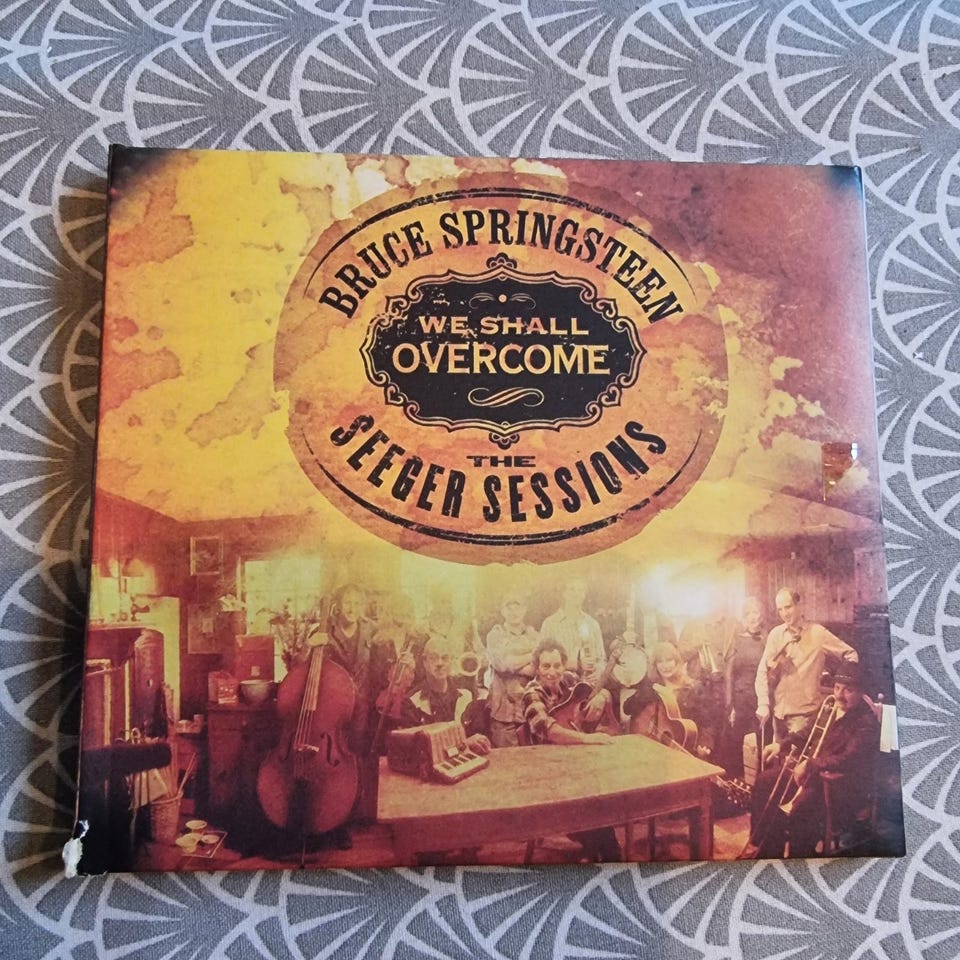 BRUCE SPRINGSTEEN
WE SHALL
OVERCOME
THE
SEEGER SESSIONS